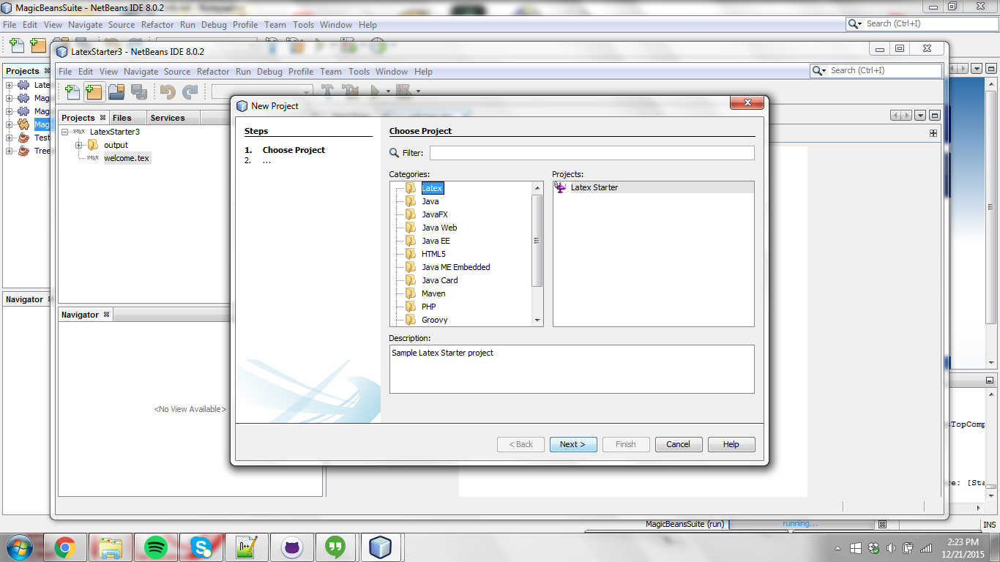 MagicBeansSuite - NetBeans IDE 8.0.2
File Edit View Navigate Source Refactor Run Debug Profile Team Tools Window Help
Search (Ctrl+I)
LatexStarter3 - NetBeans IDE 8.0.2
File Edit View Navigate Source Refactor Run Debug Profile Team Tools Window Help
Search (Ctrl+I)
Projects
Late
Mag
Mag
Mag
Test
Tree
Navigator
Projects Files Services
LatexStarter3
output
welcome.tex
Navigator
<No View Available>
New Project
Steps
1. Choose Project
2. ...
Choose Project
Filter:
Categories:
Latex
Java
JavaFX
Java Web
Java EE
HTML5
Java ME Embedded
Java Card
Maven
PHP
Groovy
Projects:
Latex Starter
Description:
Sample Latex Starter project
< Back Next > Finish Cancel Help
sTopComp
te: [Sta
MagicBeansSuite (run) running... INS
2:23 PM
12/21/2015